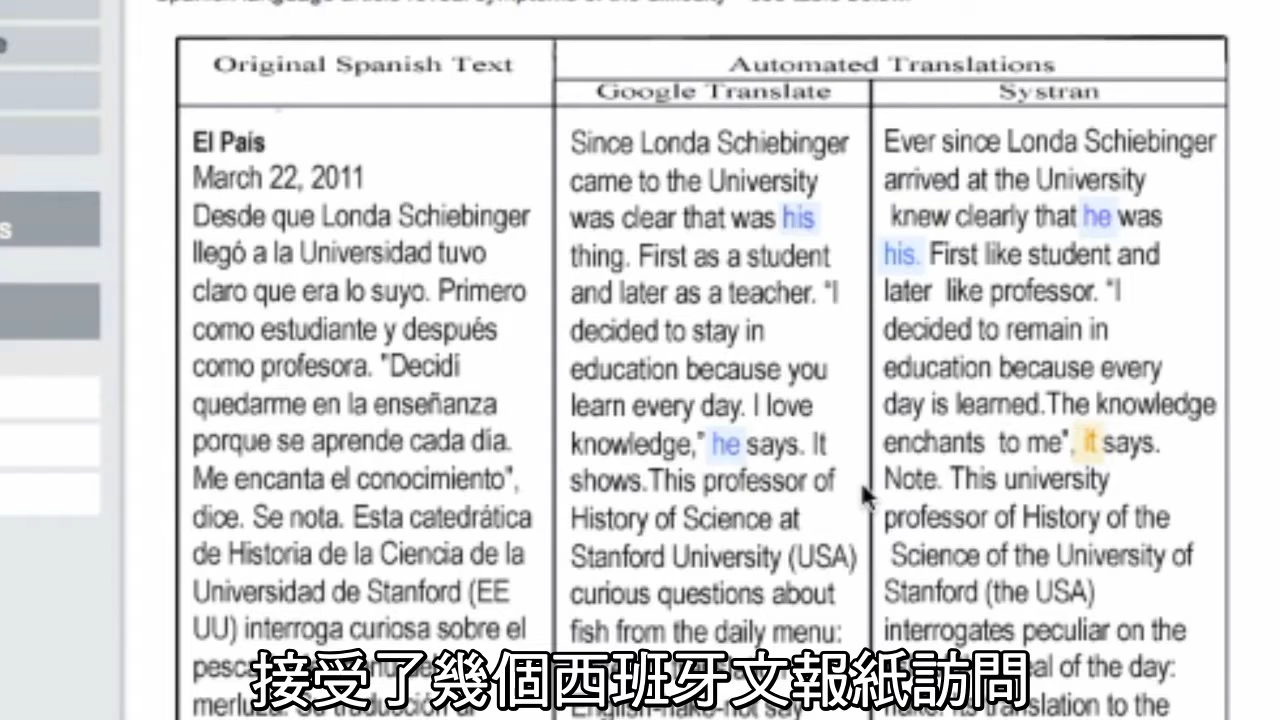 Original Spanish Text
Automated Translations
Google Translate
Systran
El País
March 22, 2011
Desde que Londa Schiebinger
llegó a la Universidad tuvo
claro que era lo suyo. Primero
como estudiante y después
como profesora. "Decidí
quedarme en la enseñanza
porque se aprende cada día.
Me encanta el conocimiento",
dice. Se nota. Esta catedrática
de Historia de la Ciencia de la
Universidad de Stanford (EE
UU) interroga curiosa sobre el
Since Londa Schiebinger
came to the University
was clear that was his
thing. First as a student
and later as a teacher. "I
decided to stay in
education because you
learn every day. I love
knowledge," he says. It
shows.This professor of
History of Science at
Stanford University (USA)
curious questions about
fish from the daily menu:
Ever since Londa Schiebinger
arrived at the University
knew clearly that he was
his. First like student and
later like professor. "I
decided to remain in
education because every
day is learned.The knowledge
enchants to me", it says.
Note. This university
professor of History of the
Science of the University of
Stanford (the USA)
interrogates peculiar on the
of the day:
translation to the
接受了幾個西班牙文報紙訪問